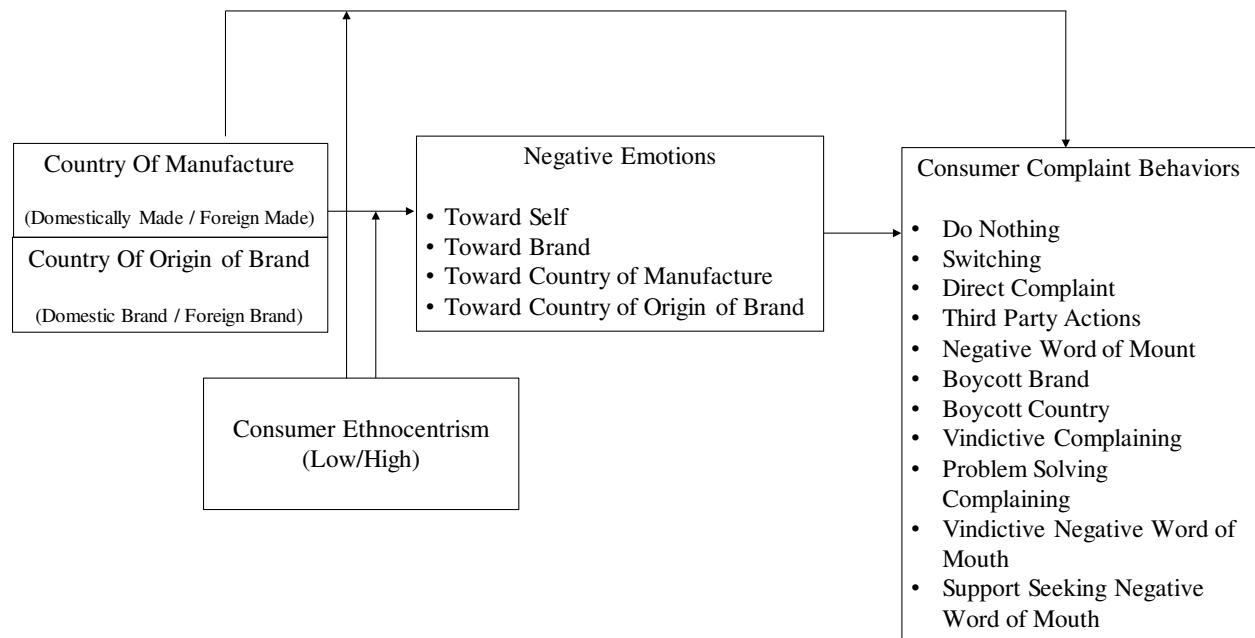 Country Of Manufacture
(Domestically Made / Foreign Made)
Country Of Origin of Brand
(Domestic Brand / Foreign Brand)
Consumer Ethnocentrism
(Low/High)
Negative Emotions
• Toward Self
• Toward Brand
• Toward Country of Manufacture
• Toward Country of Origin of Brand
Consumer Complaint Behaviors
• Do Nothing
• Switching
• Direct Complaint
• Third Party Actions
• Negative Word of Mount
• Boycott Brand
• Boycott Country
• Vindictive Complaining
• Problem Solving
Complaining
• Vindictive Negative Word of
Mouth
• Support Seeking Negative
Word of Mouth